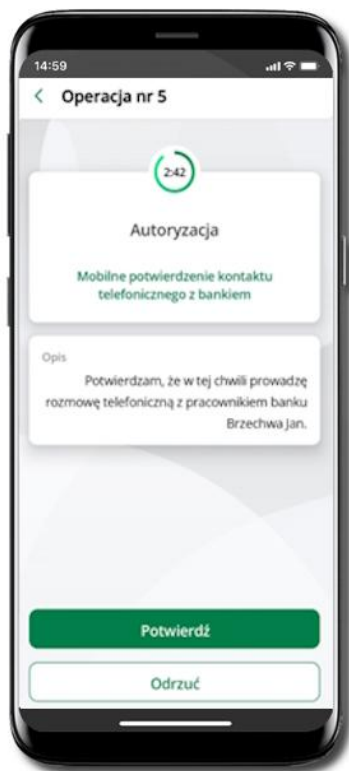 14:59
Operacja nr 5
2:42
Autoryzacja
Mobilne potwierdzenie kontaktu
telefonicznego z bankiem
Opis
Potwierdzam, że w tej chwili prowadzę
rozmowę telefoniczną z pracownikiem banku
Brzechwa Jan.
Potwierdź
Odrzuć